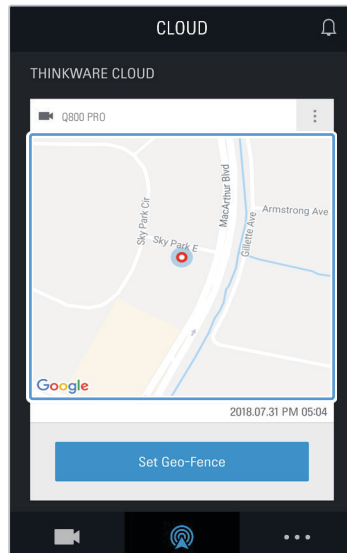 CLOUD
THINKWARE CLOUD
Q800 PRO
Sky Park Cir
Sky Park E
MacArthur Blvd
Gillette Ave
Armstrong Ave
Google
2018.07.31 PM 05:04
Set Geo-Fence